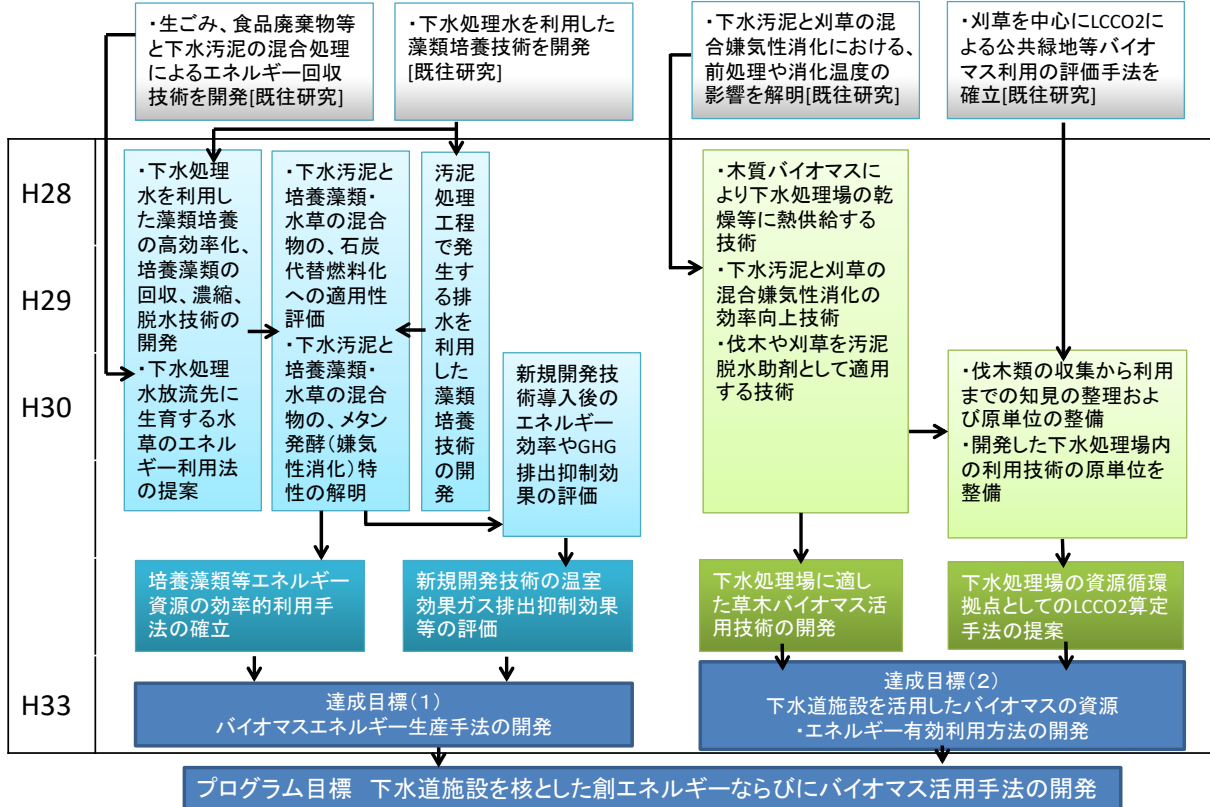 ・生ごみ、食品廃棄物等
と下水汚泥の混合処理
によるエネルギー回収
技術を開発[既往研究]
・下水処理水を利用した
藻類培養技術を開発
[既往研究]
・下水汚泥と刈草の混
合嫌気性消化における、
前処理や消化温度の
影響を解明[既往研究]
・刈草を中心にLCCO2に
よる公共緑地等バイオ
マス利用の評価手法を
確立[既往研究]
H28
H29
H30
H33
・下水処理
水を利用し
た藻類培養
の高効率化、
培養藻類の
回収、濃縮、
脱水技術の
開発
・下水処理
水放流先に
生育する水
草のエネル
ギー利用法
の提案
・下水汚泥と
培養藻類・
水草の混合
物の、石炭
代替燃料化
への適用性
評価
・下水汚泥と
培養藻類・
水草の混合
物の、メタン
発酵(嫌気
性消化)特
性の解明
汚泥
処理
工程
で発
生す
る排
水を
利用
した
藻類
培養
技術
の開
発
新規開発技
術導入後の
エネルギー
効率やGHG
排出抑制効
果の評価
・木質バイオマスに
より下水処理場の乾
燥等に熱供給する
技術
・下水汚泥と刈草の
混合嫌気性消化の
効率向上技術
・伐木や刈草を汚泥
脱水助剤として適用
する技術
・伐木類の収集から利用
までの知見の整理およ
び原単位の整備
・開発した下水処理場内
の利用技術の原単位を
整備
培養藻類等エネルギー
資源の効率的利用手
法の確立
新規開発技術の温室
効果ガス排出抑制効果
等の評価
下水処理場に適し
た草木バイオマス活
用技術の開発
下水処理場の資源循環
拠点としてのLCCO2算定
手法の提案
達成目標(1)
バイオマスエネルギー生産手法の開発
達成目標(2)
下水道施設を活用したバイオマスの資源
・エネルギー有効利用方法の開発
プログラム目標 下水道施設を核とした創エネルギーならびにバイオマス活用手法の開発